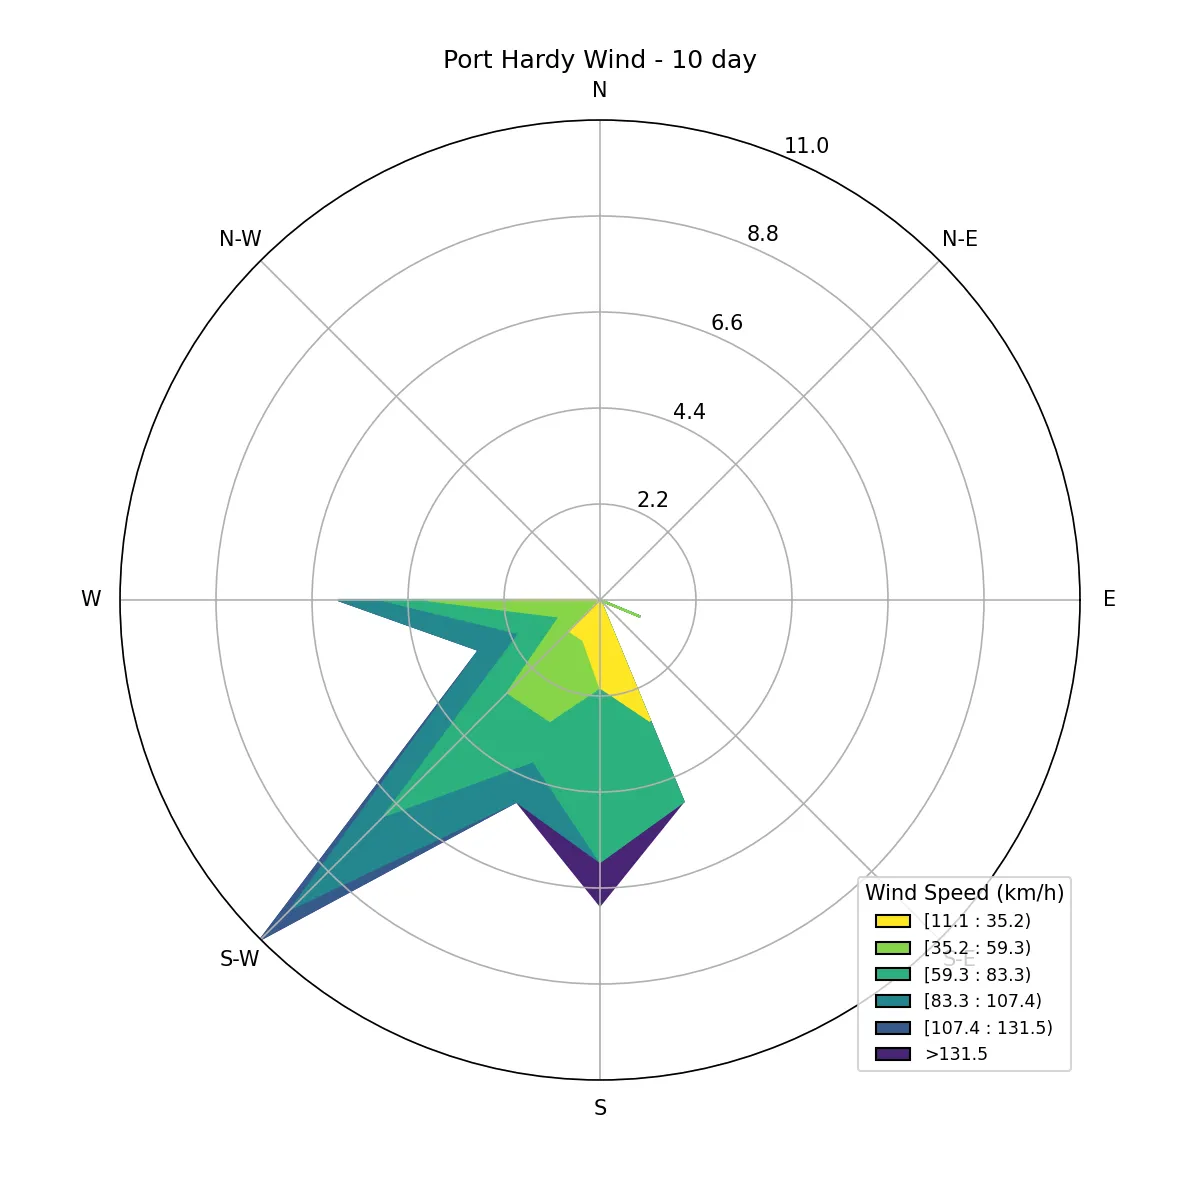 Port Hardy Wind - 10 day
N
11.0
N-W
8.8
N-E
6.6
4.4
2.2
W
E
Wind Speed (km/h)
[11.1 : 35.2)
[35.2 : 59.3)
S-W
S-E
[59.3 : 83.3)
[83.3 : 107.4)
[107.4 : 131.5)
>131.5
S